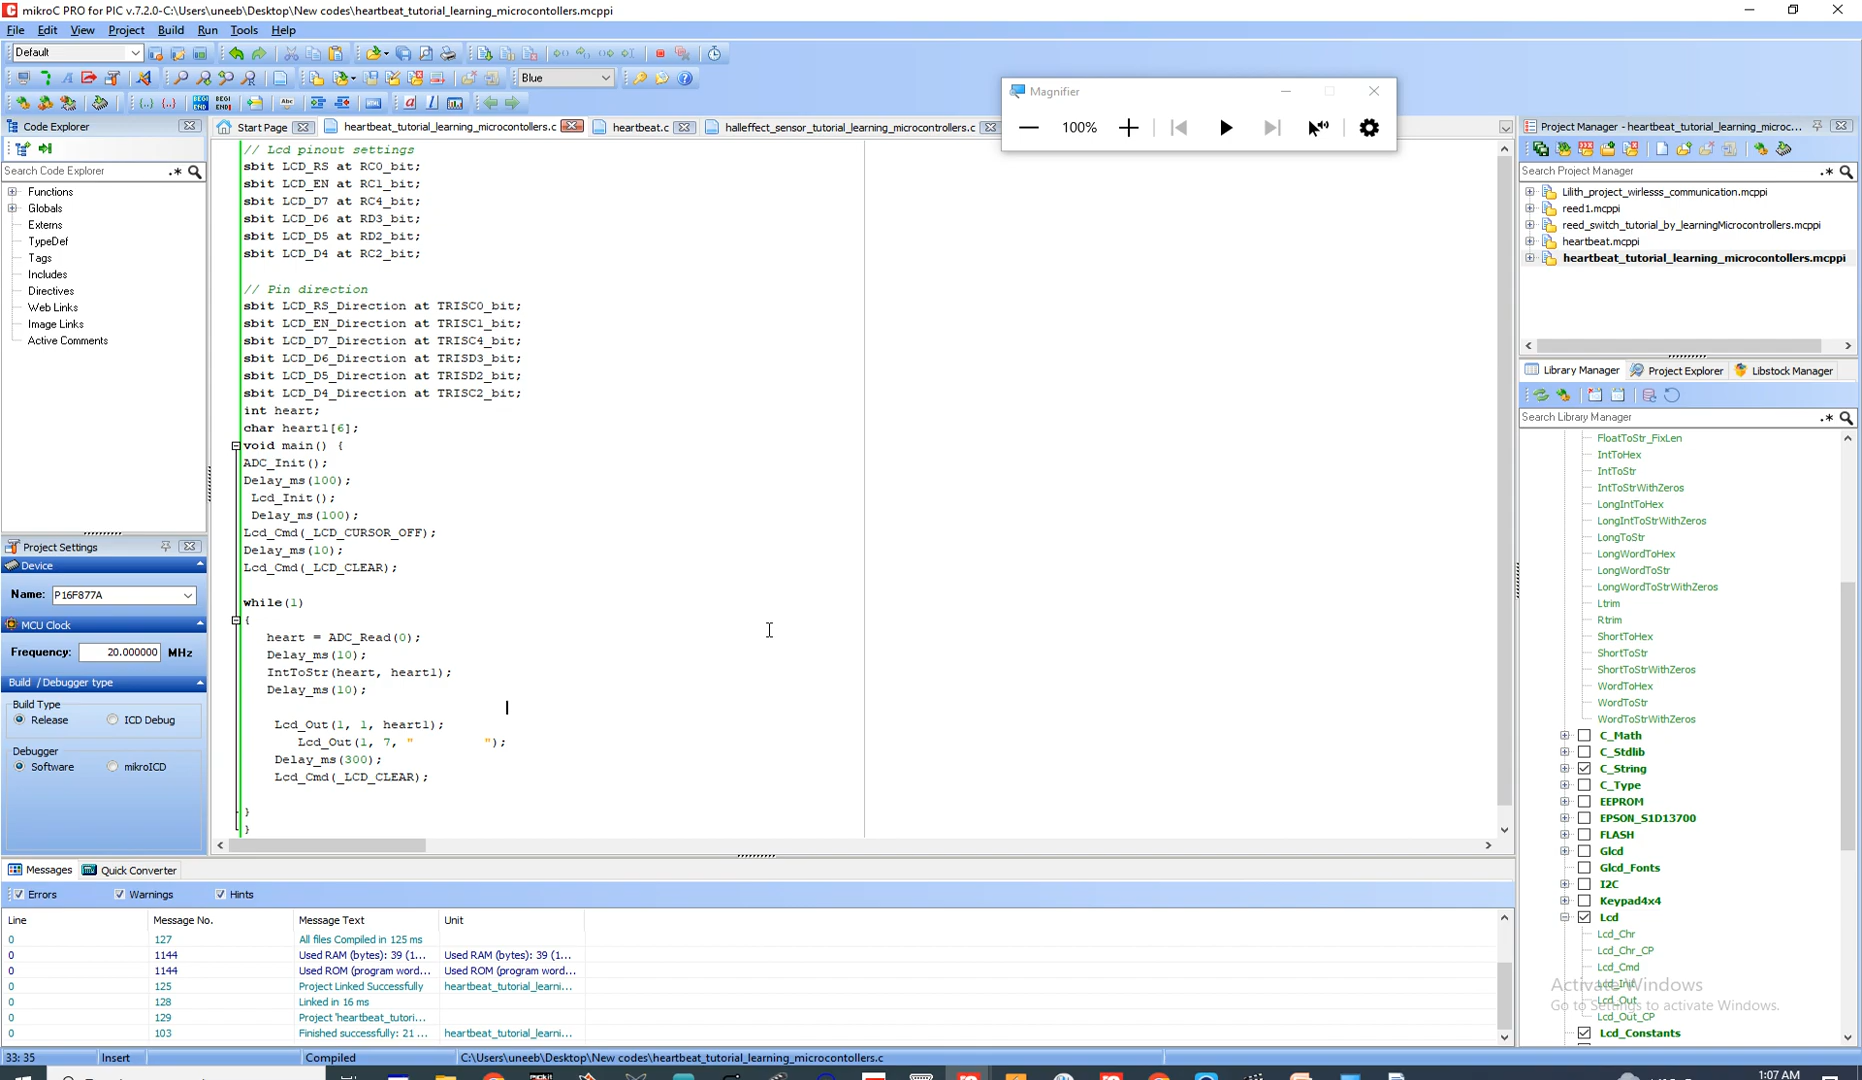 mikroC PRO for PIC v.7.2.0-C:\Users\uneeb\Desktop\New codes\heartbeat_tutorial_learning_microcontollers.mcppi
File Edit View Project Build Run Tools Help
Default
Blue
Magnifier
100%
Code Explorer
Search Code Explorer
Functions
Globals
Externs
TypeDef
Tags
Includes
Directives
Web Links
Image Links
Active Comments
Project Settings
Device
Name: P16F877A
MCU Clock
Frequency: 20.000000 MHz
Build / Debugger type
Build Type
Release ICD Debug
Debugger
Software mikroICD
Start Page heartbeat_tutorial_learning_microcontollers.c heartbeat.c halleffect_sensor_tutorial_learning_microcontrollers.c
// Lcd pinout settings
sbit LCD_RS at RC0_bit;
sbit LCD_EN at RC1_bit;
sbit LCD_D7 at RC4_bit;
sbit LCD_D6 at RD3_bit;
sbit LCD_D5 at RD2_bit;
sbit LCD_D4 at RC2_bit;
// Pin direction
sbit LCD_RS_Direction at TRISC0_bit;
sbit LCD_EN_Direction at TRISC1_bit;
sbit LCD_D7_Direction at TRISC4_bit;
sbit LCD_D6_Direction at TRISD3_bit;
sbit LCD_D5_Direction at TRISD2_bit;
sbit LCD_D4_Direction at TRISC2_bit;
int heart;
char heart1[6];
void main() {
ADC_Init();
Delay_ms(100);
Lcd_Init();
Delay_ms(100);
Lcd_Cmd(_LCD_CURSOR_OFF);
Delay_ms(10);
Lcd_Cmd(_LCD_CLEAR);
while(1)
{
heart = ADC_Read(0);
Delay_ms(10);
IntToStr(heart, heart1);
Delay_ms(10);
Lcd_Out(1, 1, heart1);
Lcd_Out(1, 7, "         ");
Delay_ms(300);
Lcd_Cmd(_LCD_CLEAR);
}
}
Project Manager - heartbeat_tutorial_learning_microc...
Search Project Manager
Lilith_project_wirlesss_communication.mcppi
reed1.mcppi
reed_switch_tutorial_by_learningMicrocontrollers.mcppi
heartbeat.mcppi
heartbeat_tutorial_learning_microcontollers.mcppi
Library Manager Project Explorer Libstock Manager
Search Library Manager
FloatToStr_FixLen
IntToHex
IntToStr
IntToStrWithZeros
LongIntToHex
LongIntToStrWithZeros
LongToStr
LongWordToHex
LongWordToStr
LongWordToStrWithZeros
Ltrim
Rtrim
ShortToHex
ShortToStr
ShortToStrWithZeros
WordToHex
WordToStr
WordToStrWithZeros
C_Math
C_Stdlib
C_String
C_Type
EEPROM
EPSON_S1D13700
FLASH
Glcd
Glcd_Fonts
I2C
Keypad4x4
Lcd
Lcd_Chr
Lcd_Chr_CP
Lcd_Cmd
Lcd_Init
Lcd_Out
Lcd_Out_CP
Lcd_Constants
Activate Windows
Go to Settings to activate Windows.
Messages Quick Converter
Errors Warnings Hints
Line Message No. Message Text Unit
0 127 All files Compiled in 125 ms
0 1144 Used RAM (bytes): 39 (1... Used RAM (bytes): 39 (1...
0 1144 Used ROM (program word... Used ROM (program word...
0 125 Project Linked Successfully heartbeat_tutorial_learni...
0 128 Linked in 16 ms
0 129 Project 'heartbeat_tutori...
0 103 Finished successfully: 21 ... heartbeat_tutorial_learni...
33: 35 Insert Compiled C:\Users\uneeb\Desktop\New codes\heartbeat_tutorial_learning_microcontollers.c
1:07 AM